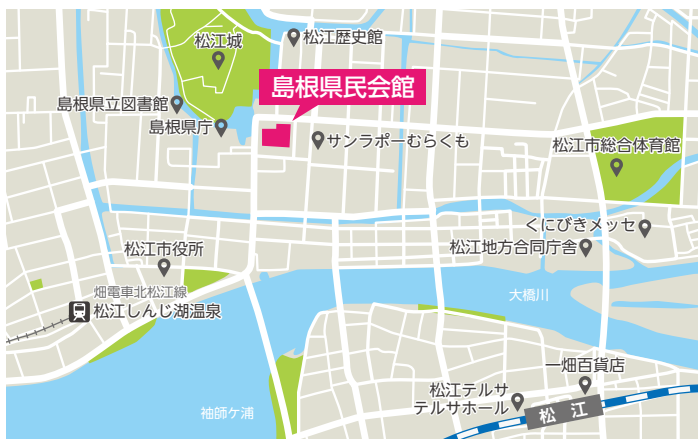 松江城
松江歴史館
島根県民会館
島根県立図書館
島根県庁
サンラポーむらくも
松江市総合体育館
くにびきメッセ
松江地方合同庁舎
松江市役所
畑電車北松江線
松江しんじ湖温泉
大橋川
一畑百貨店
松江テルサ
テルサホール
松江
袖師ケ浦